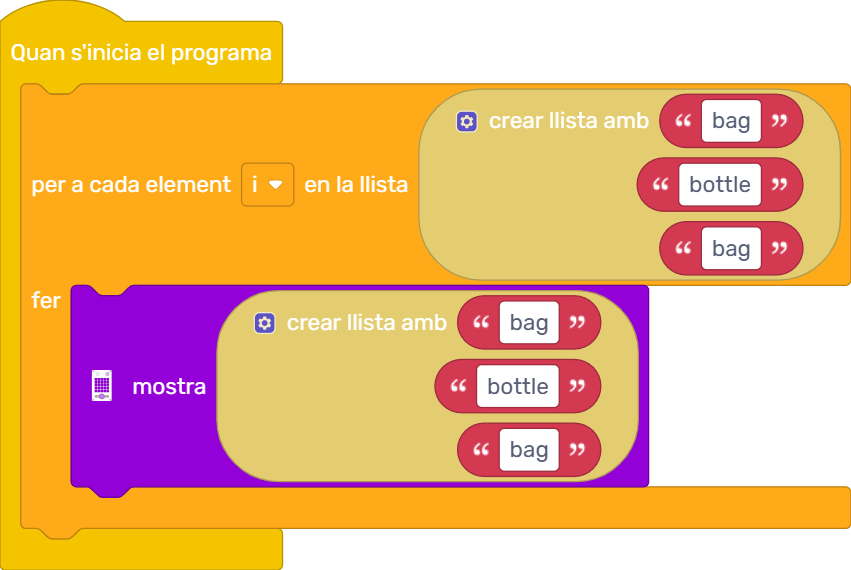 Quan s'inicia el programa
crear llista amb “ bag ”
per a cada element i en la llista “ bottle ”
“ bag ”
fer
crear llista amb “ bag ”
mostra “ bottle ”
“ bag ”